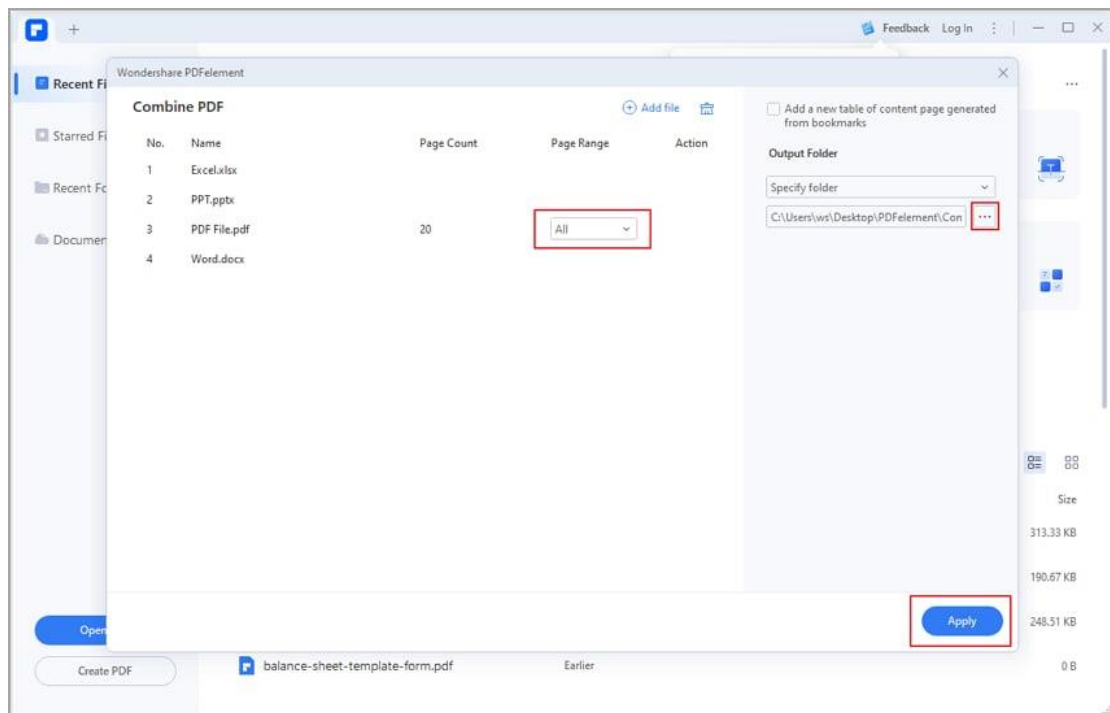 Feedback Log In
Wondershare PDFelement
Recent Fi
Starred Fi
Recent Fo
Documen
Combine PDF
Add file
No. Name Page Count Page Range Action
1 Excel.xlsx
2 PPT.pptx
3 PDF File.pdf 20 All
4 Word.docx
Add a new table of content page generated
from bookmarks
Output Folder
Specify folder
C:\Users\ws\Desktop\PDFelement\Con
Size
313.33 KB
190.67 KB
Apply
248.51 KB
Open
balance-sheet-template-form.pdf Earlier 0 B
Create PDF